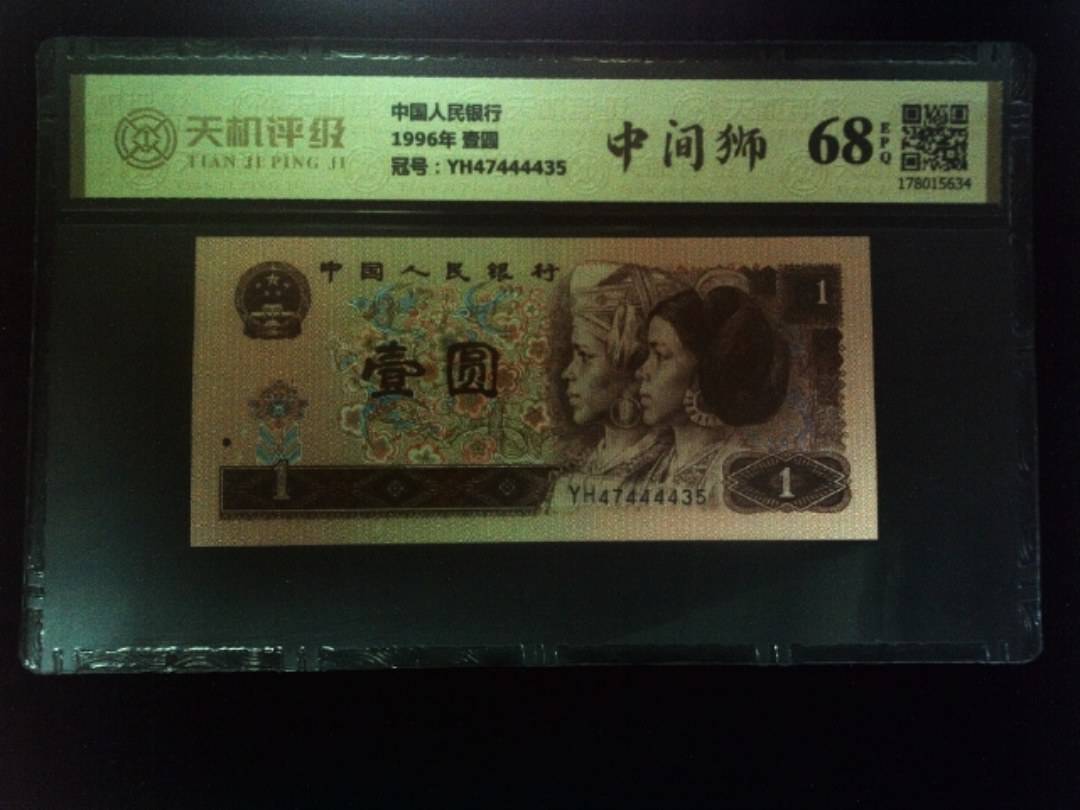 天机评级
TIAN JI PING JI
中国人民银行
1996年 壹圆
冠号：YH47444435
中间狮
68
EPQ
178015634
中国人民银行
1
壹圆
1
YH47444435
1